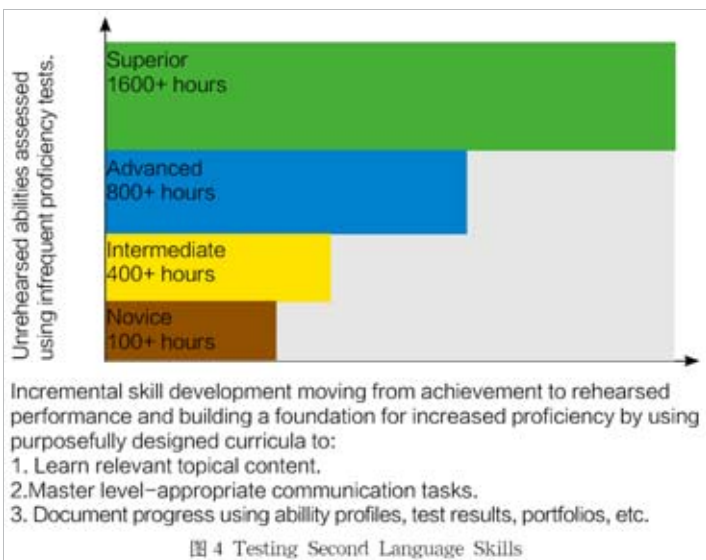 Unrehearsed abilities assessed
using infrequent proficiency tests.
Superior
1600+ hours
Advanced
800+ hours
Intermediate
400+ hours
Novice
100+ hours
Incremental skill development moving from achievement to rehearsed
performance and building a foundation for increased proficiency by using
purposefully designed curricula to:
1. Learn relevant topical content.
2.Master level-appropriate communication tasks.
3. Document progress using abillity profiles, test results, portfolios, etc.
图 4 Testing Second Language Skills